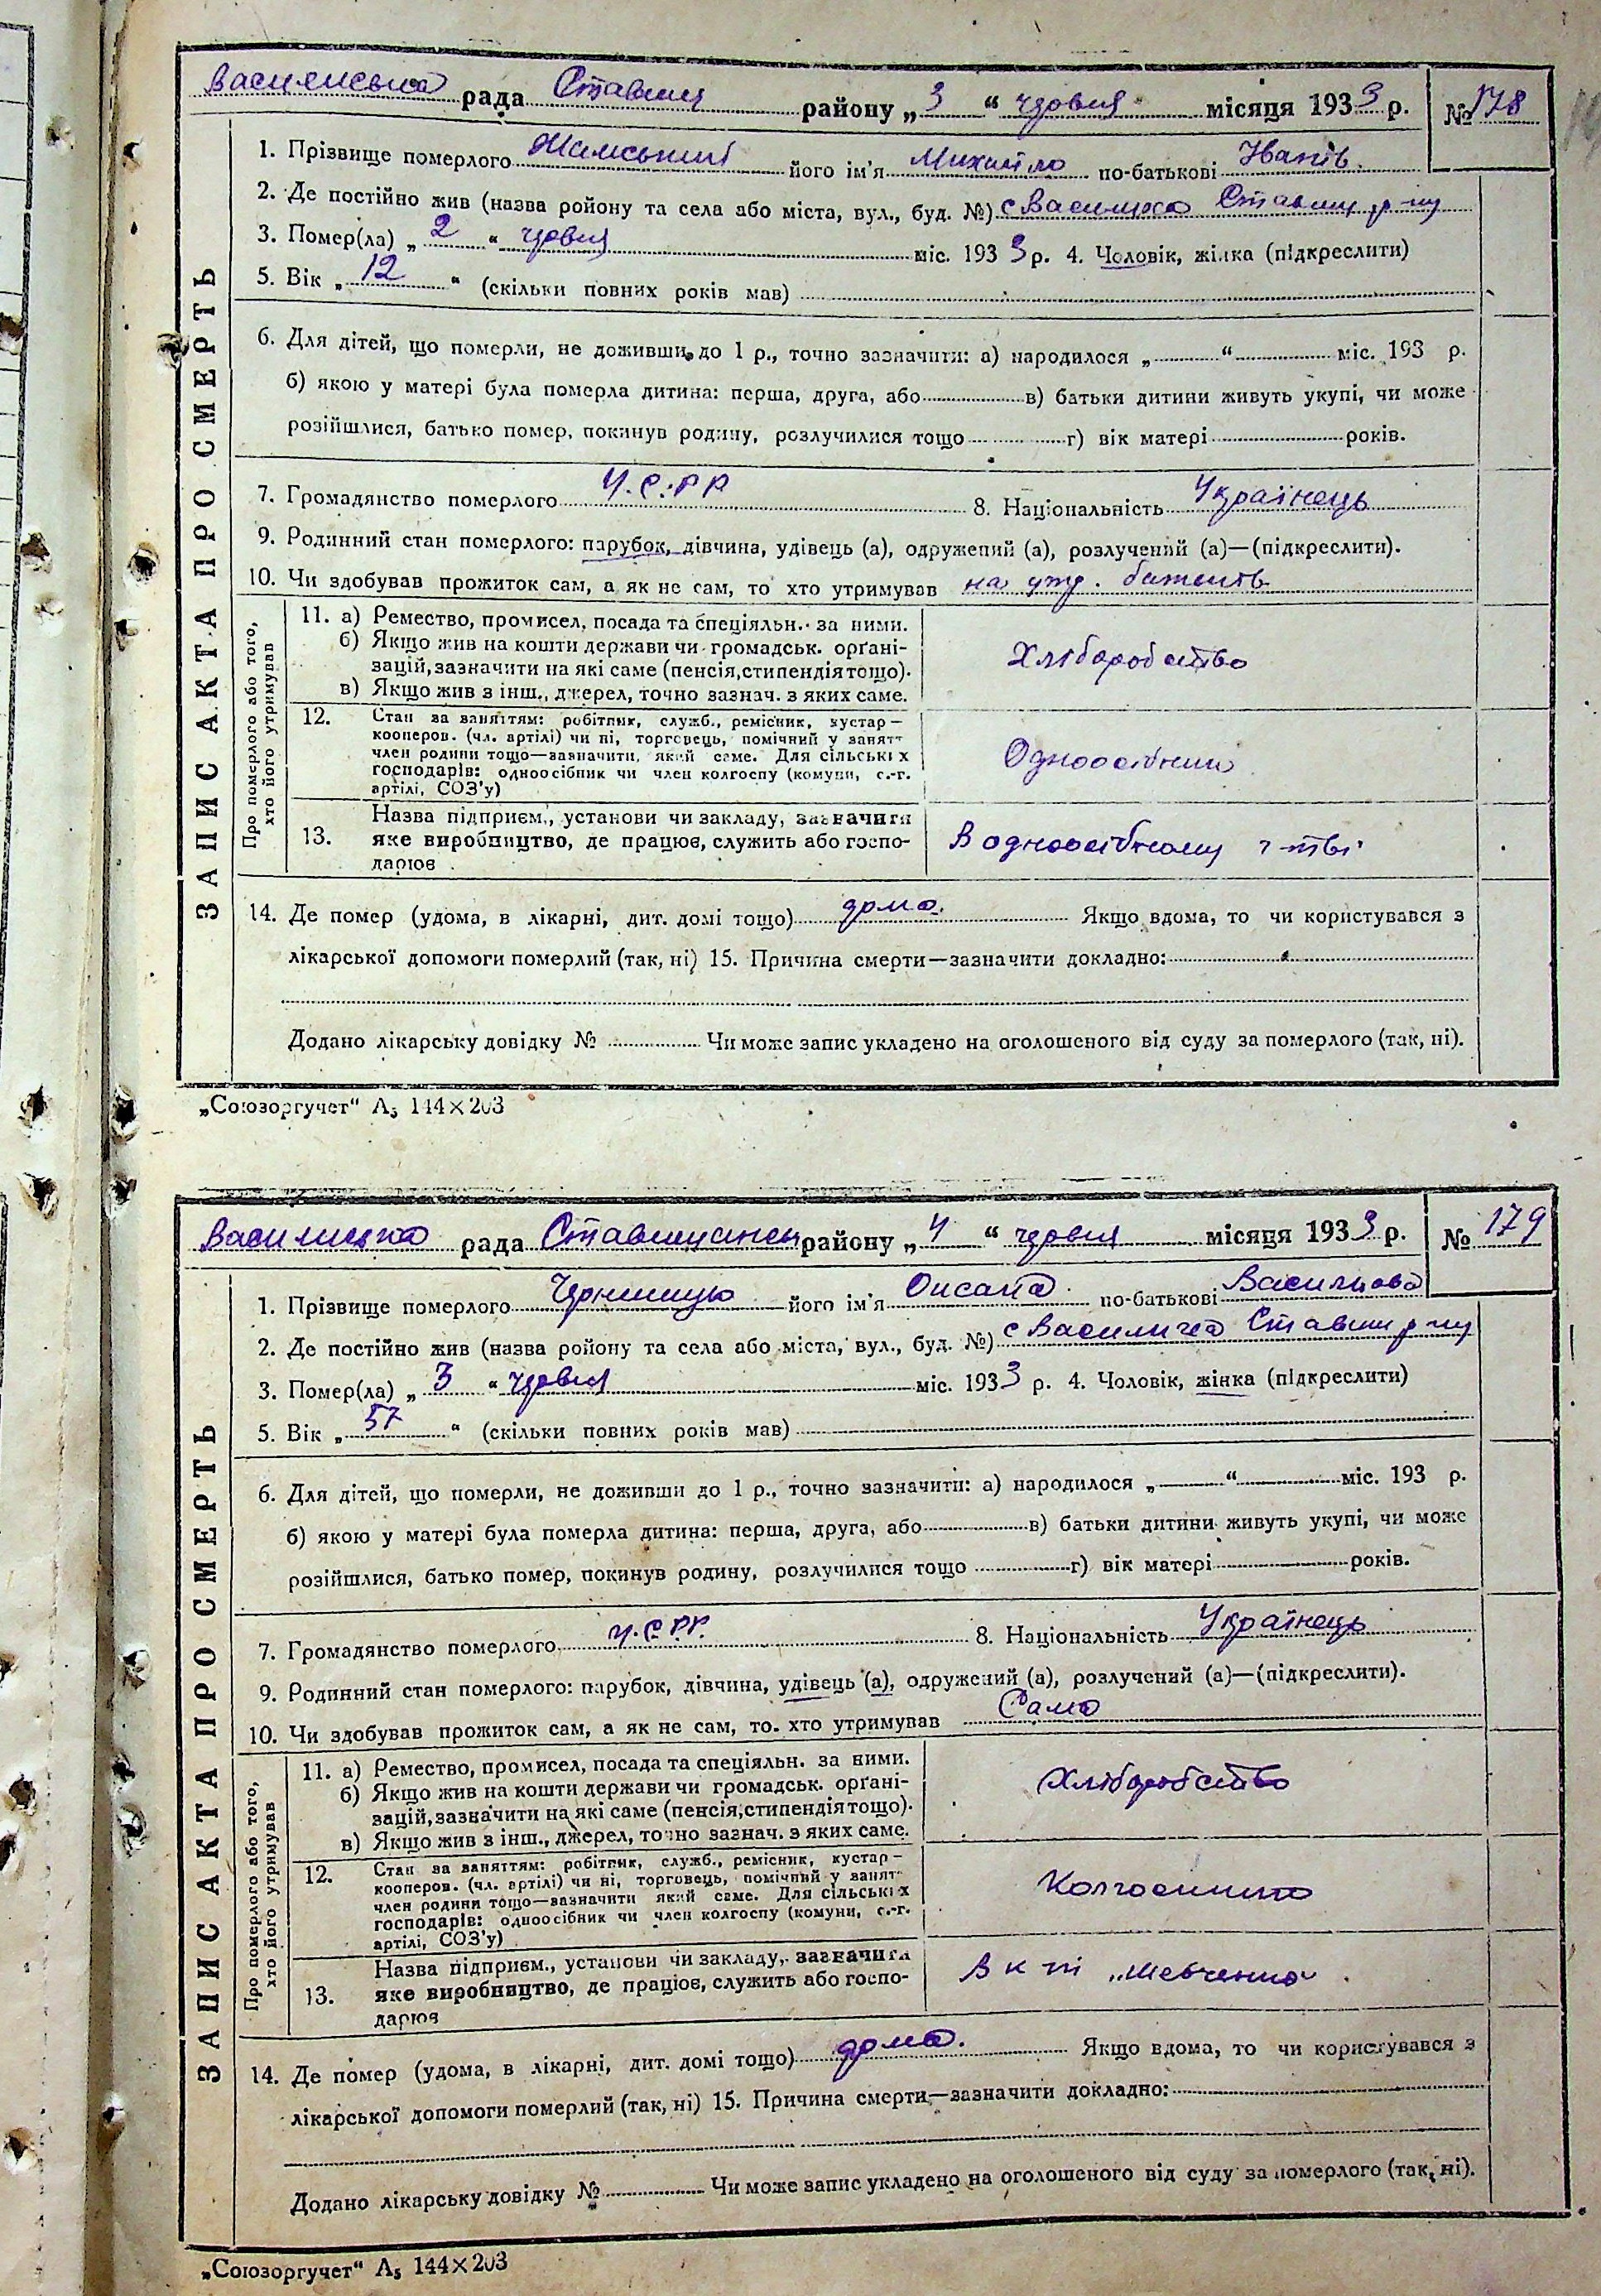 рада Ставищ району „ 3 “ червня місяця 1933 р. № 178
1. Прізвище померлого його ім'я Михайло по-батькові Іванів.
2. Де постійно жив (назва ройону та села або міста, вул., буд. №) с Василиха Ставищ р-ну
3. Помер(ла) „ 2 “ червня міс. 1933 р. 4. Чоловік, жінка (підкреслити)
5. Вік „ 12 “ (скільки повних років мав)
6. Для дітей, що померли, не доживши до 1 р., точно зазначити: а) народилося „ “ міс. 193 р.
б) якою у матері була померла дитина: перша, друга, або в) батьки дитини живуть укупі, чи може
розійшлися, батько помер, покинув родину, розлучилися тощо г) вік матері років.
7. Громадянство померлого У.С.Р.Р 8. Національність Українець
9. Родинний стан померлого: парубок, дівчина, удівець (а), одружений (а), розлучений (а)—(підкреслити).
10. Чи здобував прожиток сам, а як не сам, то хто утримував на утр. батьків
ЗАПИС АКТА ПРО СМЕРТЬ
Про померлого або того,
хто його утримував
11. а) Ремество, промисел, посада та спеціяльн. за ними.
б) Якщо жив на кошти держави чи громадськ. орґані-
зацій, зазначити на які саме (пенсія, стипендія тощо).
в) Якщо жив з інш., джерел, точно зазнач. з яких саме.
Хліборобство
12. Стан за заняттям: робітник, служб., ремісник, кустар—
кооперов. (чл. артілі) чи ні, торговець, помічний у занятт
член родини тощо—зазначити, який саме. Для сільських
господарів: одноосібник чи член колгоспу (комуни, с.-г.
артілі, СОЗ'у)
Одноосібник
13. Назва підприєм., установи чи закладу, зазначити
яке виробництво, де працює, служить або госпо-
дарює
В одноосібному г-тві
14. Де помер (удома, в лікарні, дит. домі тощо) дома. Якщо вдома, то чи користувався з
лікарської допомоги померлий (так, ні) 15. Причина смерти—зазначити докладно:
Додано лікарську довідку № Чи може запис укладено на оголошеного від суду за померлого (так, ні).
„Союзоргучет“ А₅ 144×203
рада району „ 4 “ червня місяця 1933 р. № 179
1. Прізвище померлого його ім'я Оксана по-батькові Василівна
2. Де постійно жив (назва ройону та села або міста, вул., буд. №) с Василиха Ставищ р-ну
3. Помер(ла) „ 3 “ червня міс. 1933 р. 4. Чоловік, жінка (підкреслити)
5. Вік „ 57 “ (скільки повних років мав)
6. Для дітей, що померли, не доживши до 1 р., точно зазначити: а) народилося „ “ міс. 193 р.
б) якою у матері була померла дитина: перша, друга, або в) батьки дитини живуть укупі, чи може
розійшлися, батько помер, покинув родину, розлучилися тощо г) вік матері років.
7. Громадянство померлого У.С.Р.Р. 8. Національність Українець
9. Родинний стан померлого: парубок, дівчина, удівець (а), одружений (а), розлучений (а)—(підкреслити).
10. Чи здобував прожиток сам, а як не сам, то. хто утримував Сама
ЗАПИС АКТА ПРО СМЕРТЬ
Про померлого або того,
хто його утримував
11. а) Ремество, промисел, посада та спеціяльн. за ними.
б) Якщо жив на кошти держави чи громадськ. орґані-
зацій, зазначити на які саме (пенсія, стипендія тощо).
в) Якщо жив з інш., джерел, точно зазнач. з яких саме.
Хліборобство
12. Стан за заняттям: робітник, служб., ремісник, кустар—
кооперов. (чл. артілі) чи ні, торговець, помічний у занят
член родини тощо—зазначити який саме. Для сільських
господарів: одноосібник чи член колгоспу (комуни, с.-г.
артілі, СОЗ'у)
Колгоспниця
13. Назва підприєм., установи чи закладу, зазначити
яке виробництво, де працює, служить або госпо-
дарює
В к-пі „Шевченка“
14. Де помер (удома, в лікарні, дит. домі тощо) дома. Якщо вдома, то чи користувався з
лікарської допомоги померлий (так, ні) 15. Причина смерти—зазначити докладно:
Додано лікарську довідку № Чи може запис укладено на оголошеного від суду за померлого (так, ні).
„Союзоргучет“ А₅ 144×203